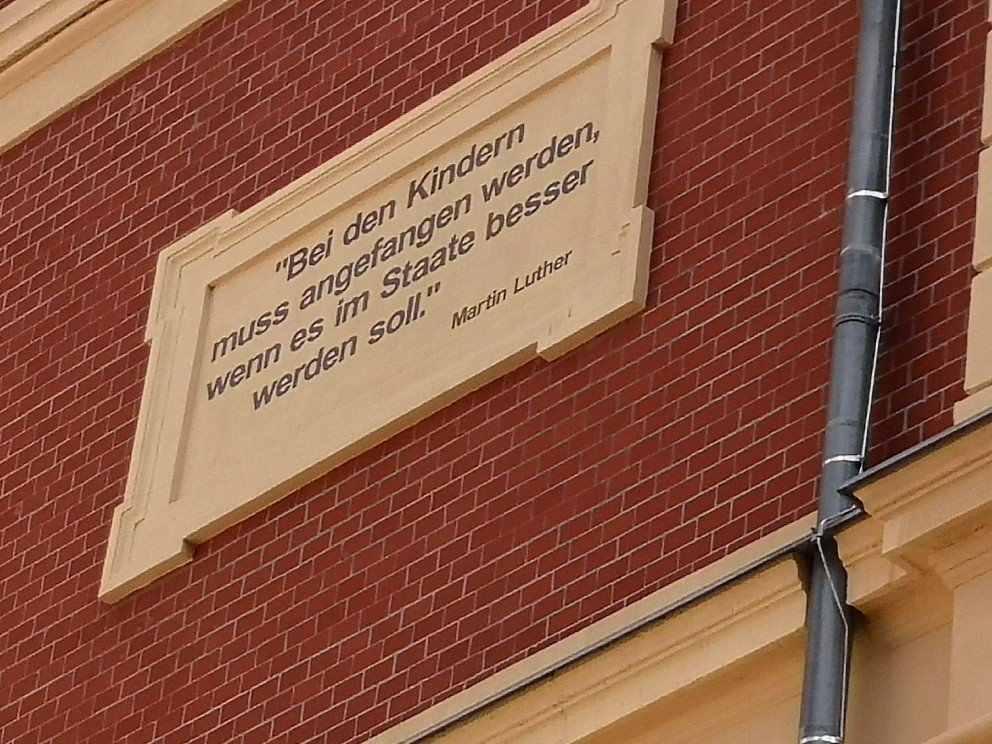 "Bei den Kindern
muss angefangen werden,
wenn es im Staate besser
werden soll."
Martin Luther